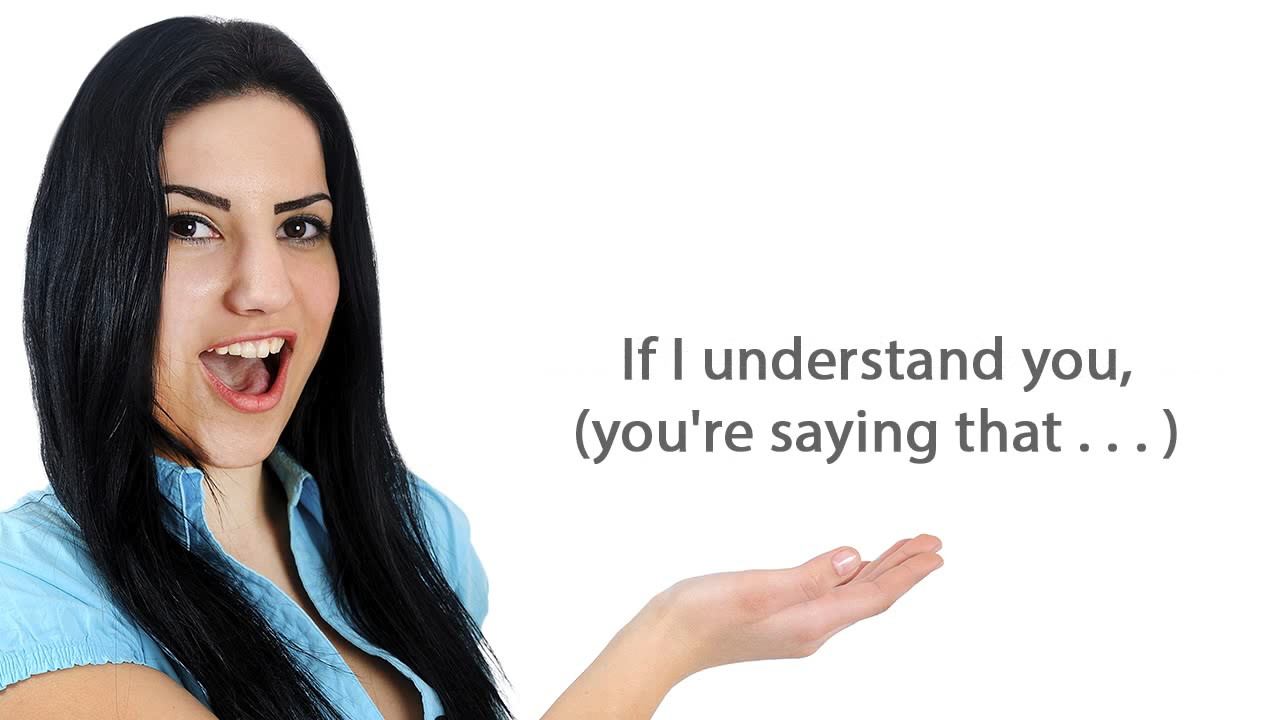 If I understand you,
(you're saying that . . . )